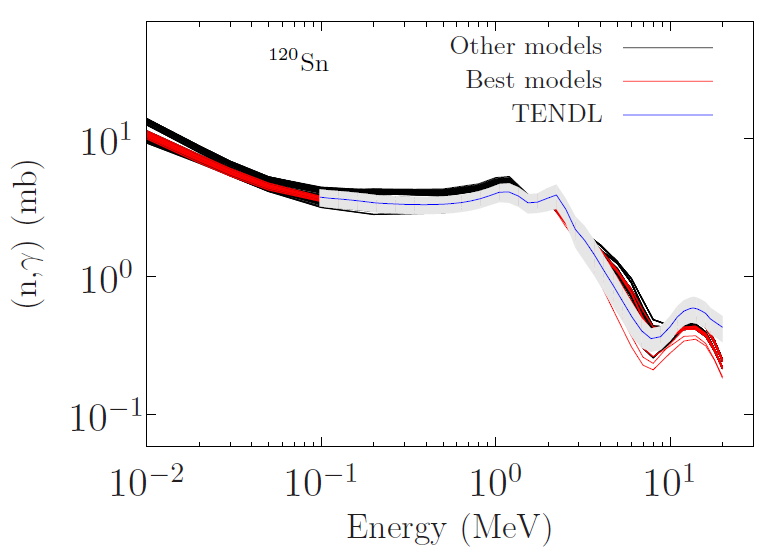 ¹²⁰Sn
Other models
Best models
TENDL
(n,γ) (mb)
10¹
10⁰
10⁻¹
10⁻²
10⁻¹
10⁰
10¹
Energy (MeV)